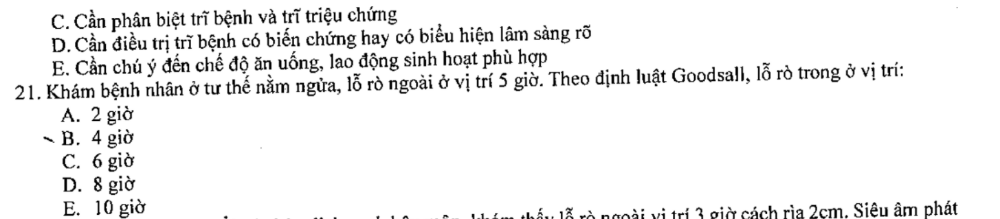 C. Cần phân biệt trĩ bệnh và trĩ triệu chứng
D. Cần điều trị trĩ bệnh có biến chứng hay có biểu hiện lâm sàng rõ
E. Cần chú ý đến chế độ ăn uống, lao động sinh hoạt phù hợp
21. Khám bệnh nhân ở tư thế nằm ngửa, lỗ rò ngoài ở vị trí 5 giờ. Theo định luật Goodsall, lỗ rò trong ở vị trí:
A. 2 giờ
B. 4 giờ
C. 6 giờ
D. 8 giờ
E. 10 giờ
thấy lỗ rò ngoài vị trí 3 giờ cách rìa 2cm. Siêu âm phát